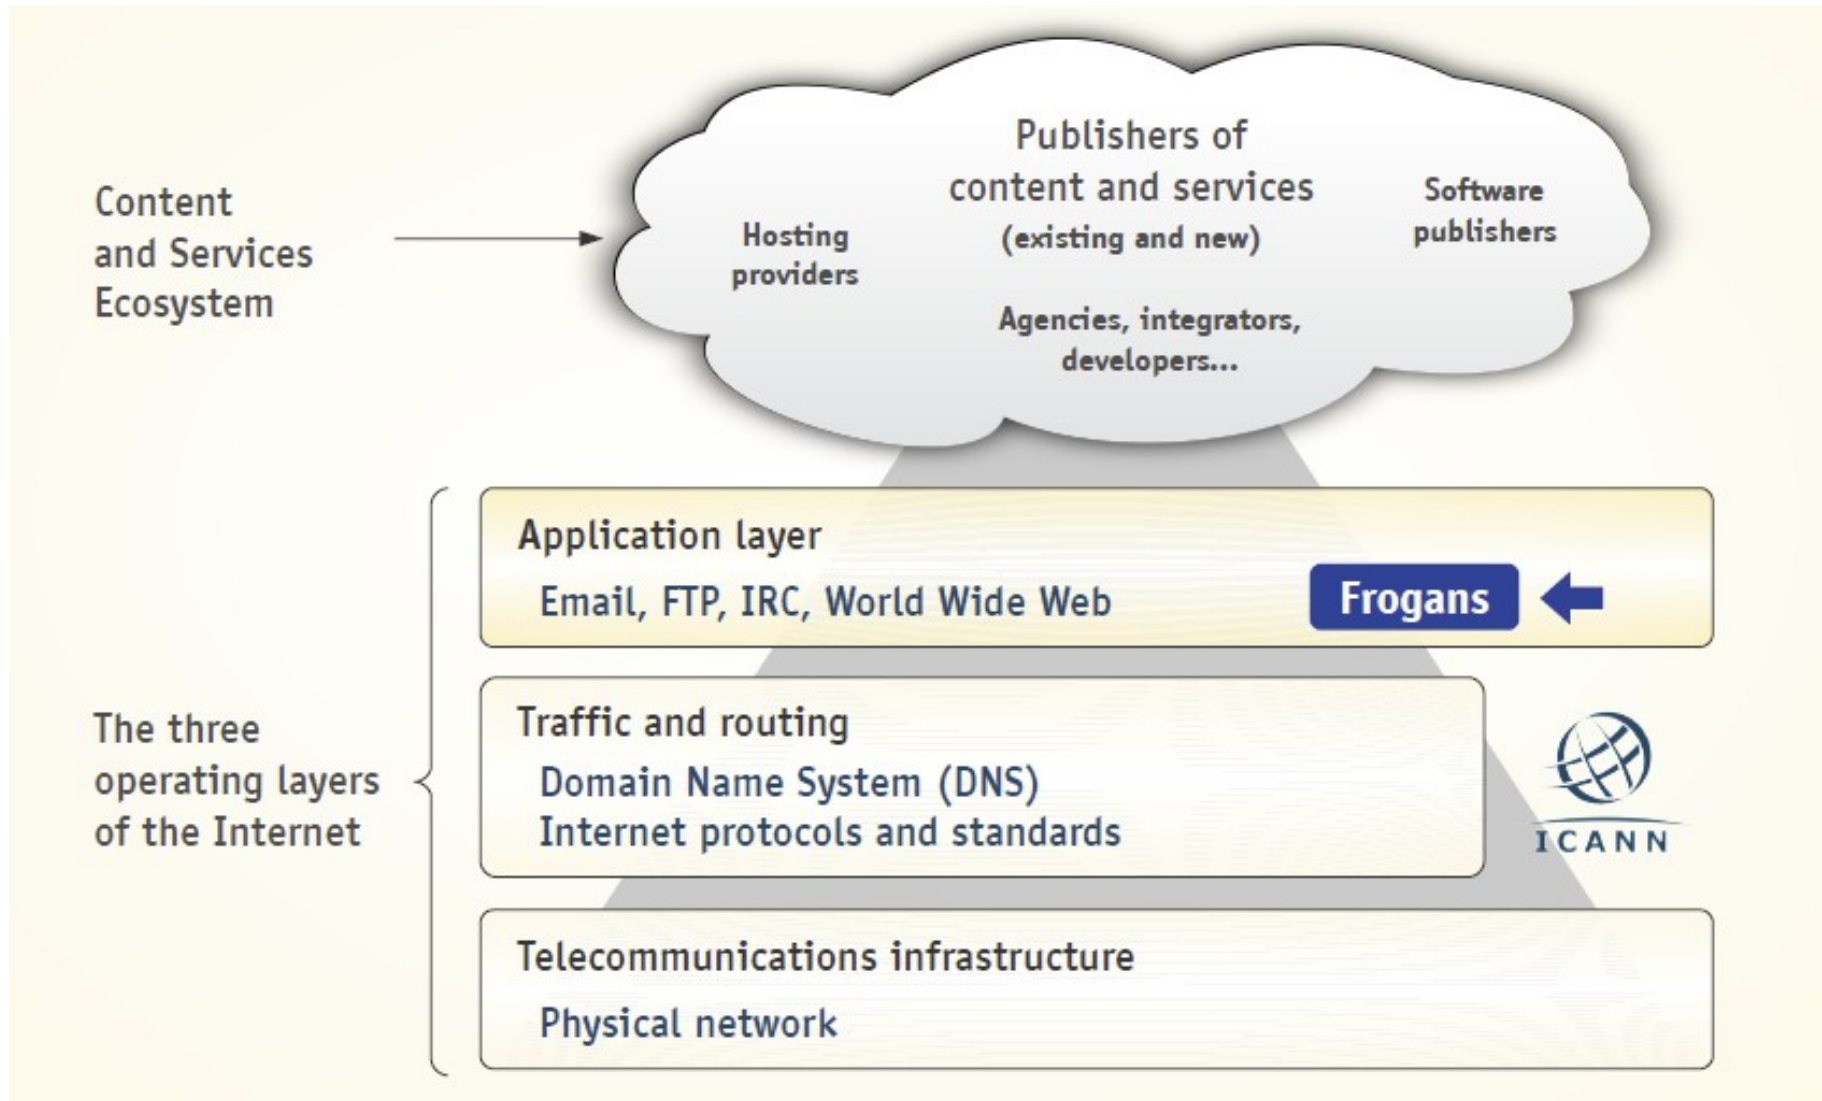 Content
and Services
Ecosystem
Publishers of
content and services
(existing and new)
Hosting
providers
Software
publishers
Agencies, integrators,
developers...
The three
operating layers
of the Internet
Application layer
Email, FTP, IRC, World Wide Web
Frogans
Traffic and routing
Domain Name System (DNS)
Internet protocols and standards
ICANN
Telecommunications infrastructure
Physical network